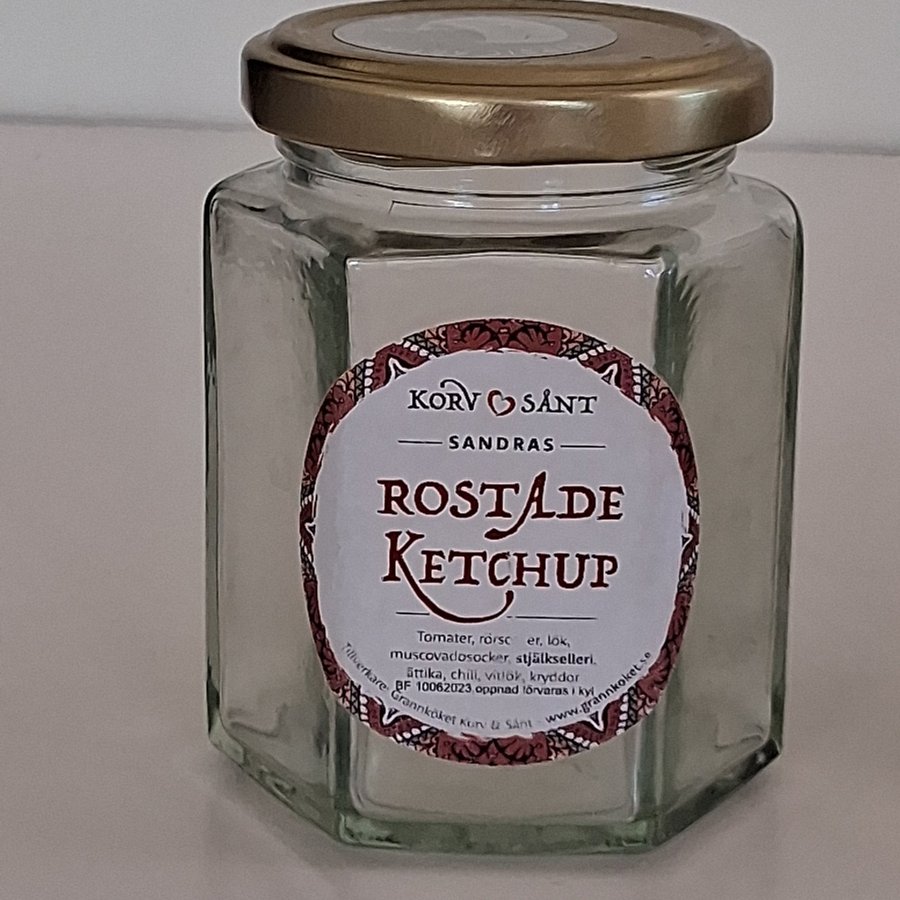 KORV SÅNT
SANDRAS
ROSTADE
KETCHUP
Tomater, lök,
muscovadosocker, stjälkselleri,
ättika, chili, vitlök, kryddor
BF 10062023 öppnad förvaras i kyl
Tillverkare: Grannköket Korv & Sånt - www.grannkoket.se